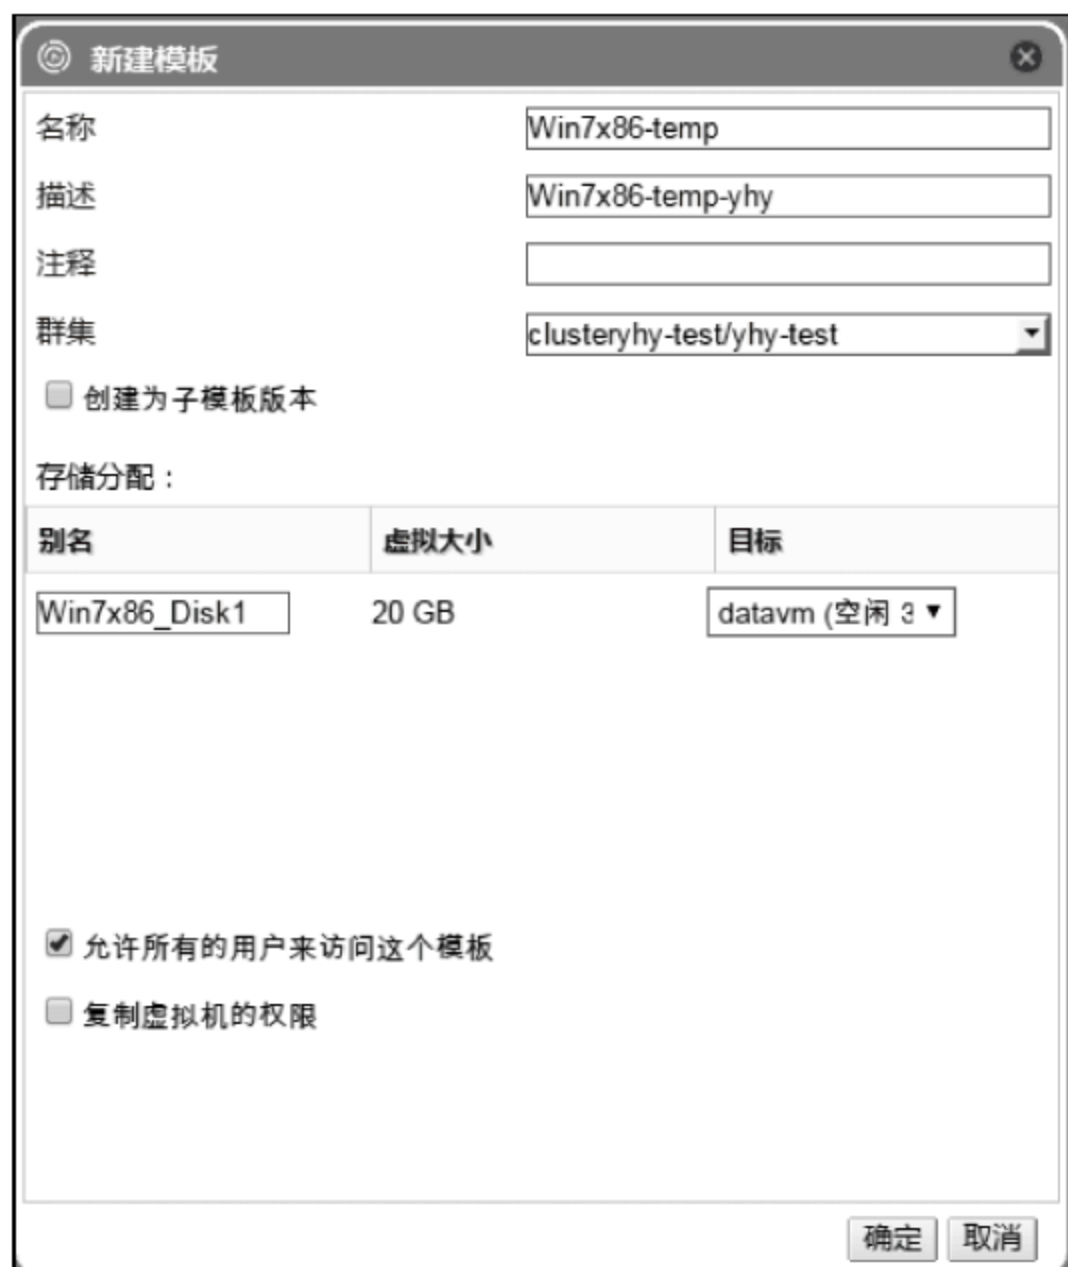 新建模板
名称 Win7x86-temp
描述 Win7x86-temp-yhy
注释
群集 clusteryhy-test/yhy-test
创建为子模板版本
存储分配：
别名 虚拟大小 目标
Win7x86_Disk1 20 GB datavm (空闲 3
允许所有的用户来访问这个模板
复制虚拟机的权限
确定 取消